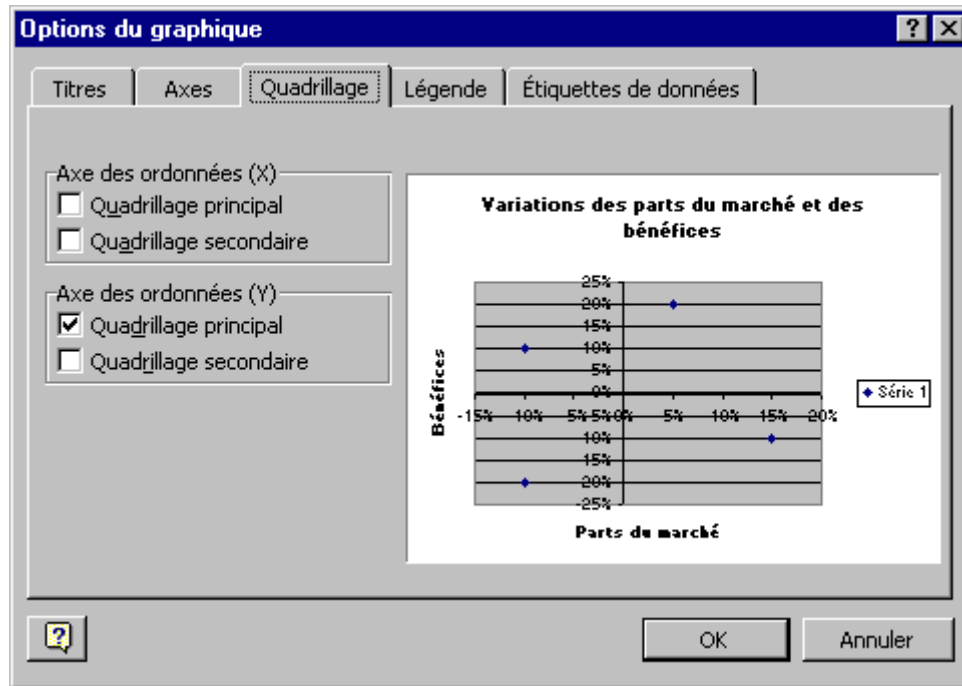 Options du graphique
Titres Axes Quadrillage Légende Étiquettes de données
Axe des ordonnées (X)
Quadrillage principal
Quadrillage secondaire
Axe des ordonnées (Y)
Quadrillage principal
Quadrillage secondaire
Variations des parts du marché et des
bénéfices
25%
20%
15%
10%
5%
0%
-15% 10% 5% 5% 0% 5% 10% 15% 20%
10%
15%
20%
-25%
Bénéfices
Parts du marché
Série 1
OK Annuler